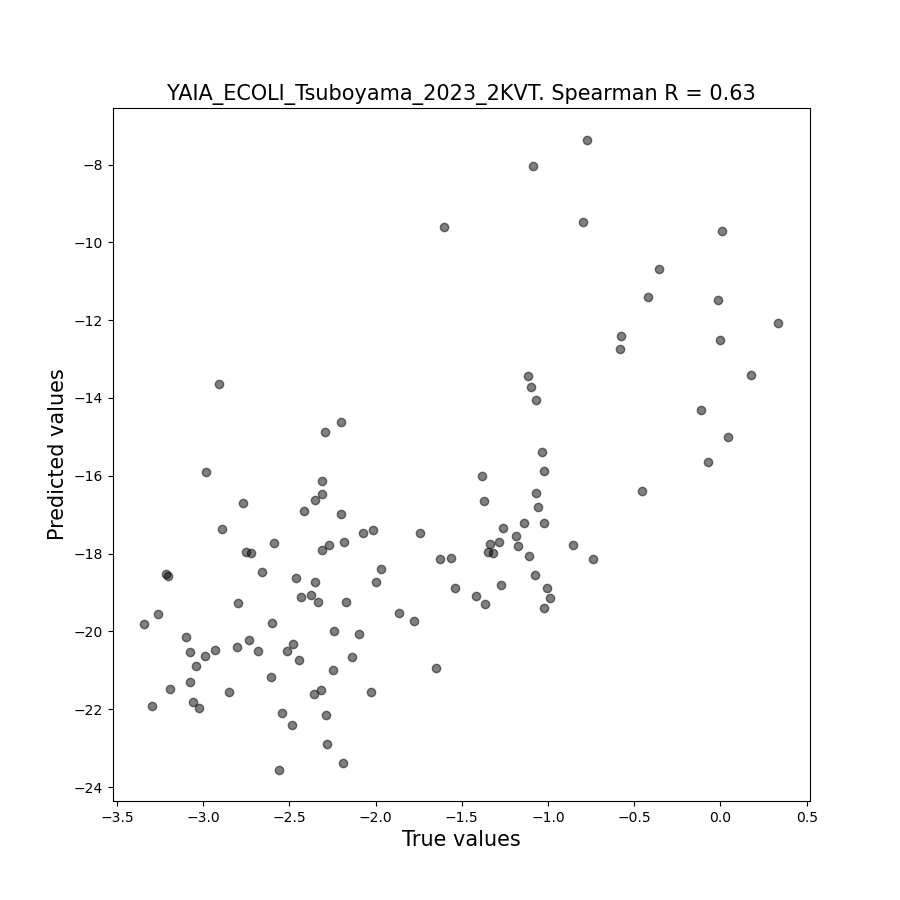 YAIA_ECOLI_Tsuboyama_2023_2KVT. Spearman R = 0.63
Predicted values
−8
−10
−12
−14
−16
−18
−20
−22
−24
−3.5 −3.0 −2.5 −2.0 −1.5 −1.0 −0.5 0.0 0.5
True values